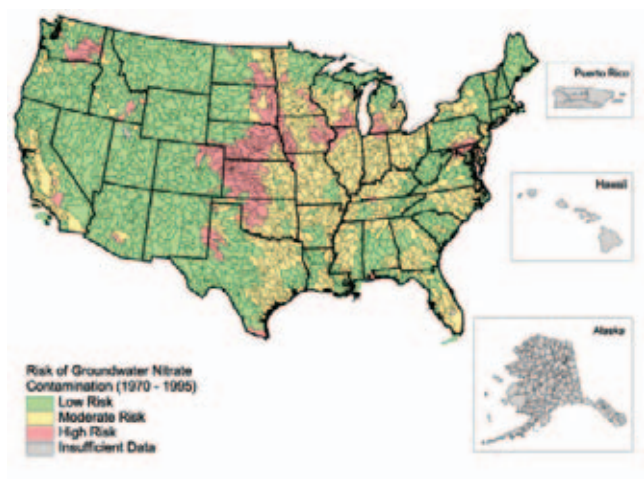 Puerto Rico
Hawaii
Alaska
Risk of Groundwater Nitrate
Contamination (1970 - 1995)
Low Risk
Moderate Risk
High Risk
Insufficient Data